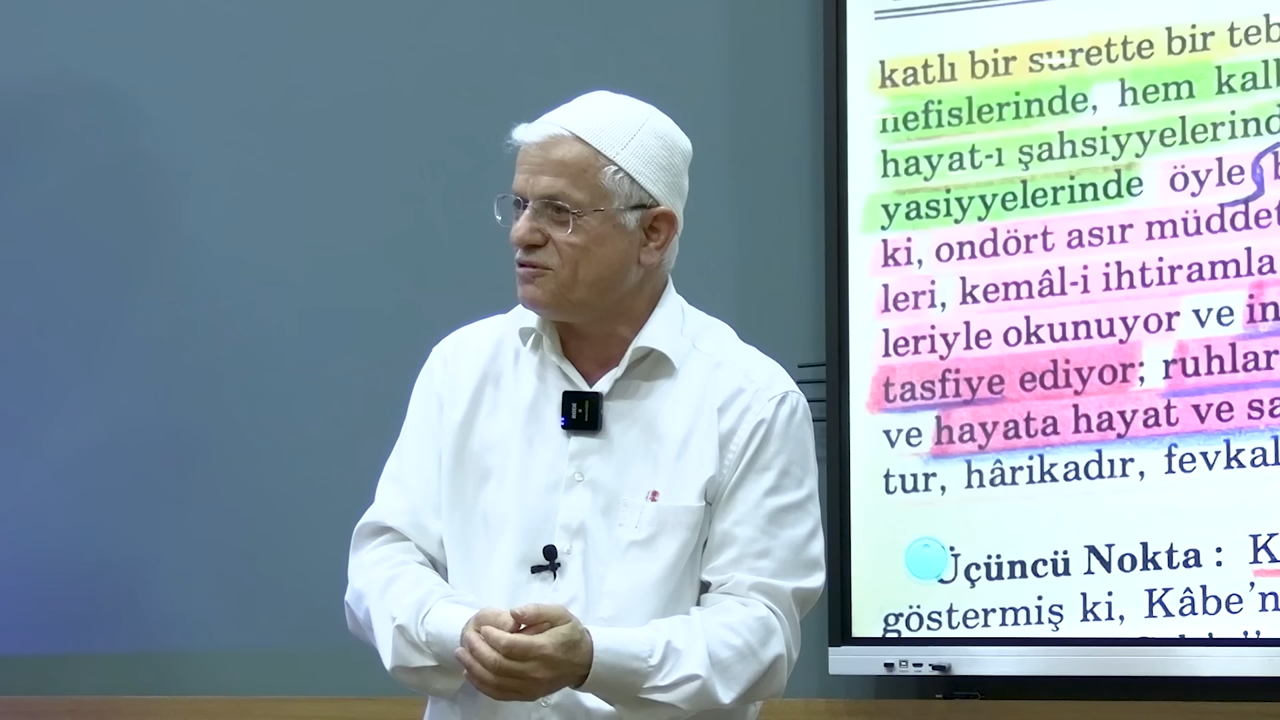 katlı bir surette bir teb
nefislerinde, hem kal
hayat-ı şahsiyyelerind
yasiyyelerinde öyle b
ki, ondört asır müddet
leri, kemâl-i ihtiramla
leriyle okunuyor ve in
tasfiye ediyor; ruhlar
ve hayata hayat ve sa
tur, hârikadır, fevkal
Üçüncü Nokta : K
göstermiş ki, Kâbe'n